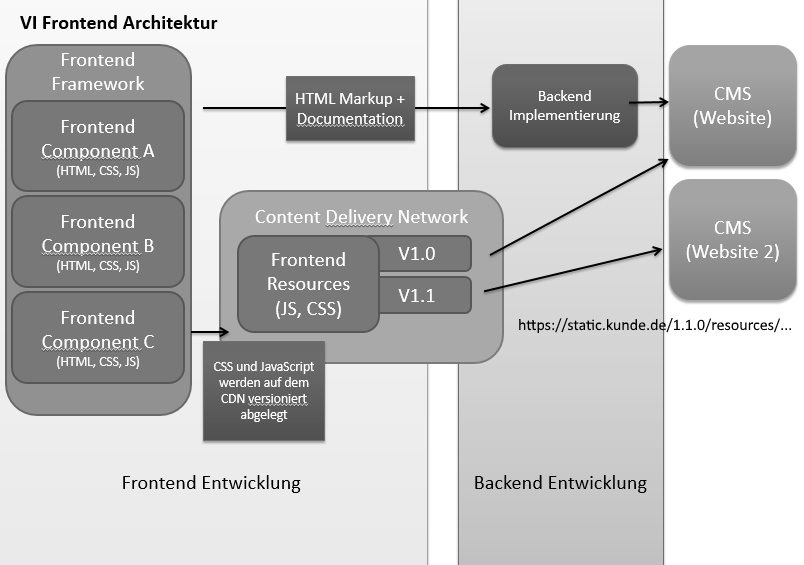 VI Frontend Architektur
Frontend
Framework
Frontend
Component A
(HTML, CSS, JS)
Frontend
Component B
(HTML, CSS, JS)
Frontend
Component C
(HTML, CSS, JS)
HTML Markup +
Documentation
Backend
Implementierung
CMS
(Website)
CMS
(Website 2)
Content Delivery Network
Frontend
Resources
(JS, CSS)
V1.0
V1.1
https://static.kunde.de/1.1.0/resources/...
CSS und JavaScript
werden auf dem
CDN versioniert
abgelegt
Frontend Entwicklung
Backend Entwicklung